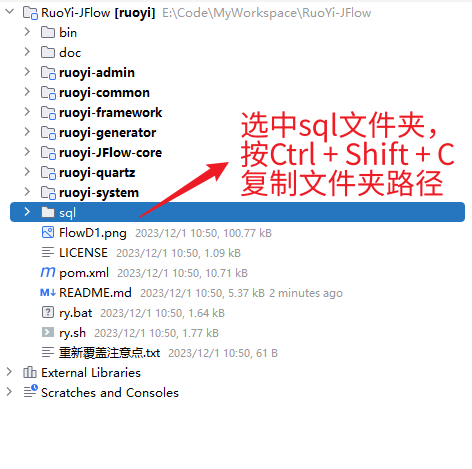 RuoYi-JFlow [ruoyi] E:\Code\MyWorkspace\RuoYi-JFlow
bin
doc
ruoyi-admin
ruoyi-common
ruoyi-framework
ruoyi-generator
ruoyi-JFlow-core
ruoyi-quartz
ruoyi-system
选中sql文件夹，
按Ctrl + Shift + C
复制文件夹路径
sql
FlowD1.png 2023/12/1 10:50, 100.77 kB
LICENSE 2023/12/1 10:50, 1.09 kB
pom.xml 2023/12/1 10:50, 10.71 kB
README.md 2023/12/1 10:50, 5.37 kB 2 minutes ago
ry.bat 2023/12/1 10:50, 1.64 kB
ry.sh 2023/12/1 10:50, 1.77 kB
重新覆盖注意点.txt 2023/12/1 10:50, 61 B
External Libraries
Scratches and Consoles